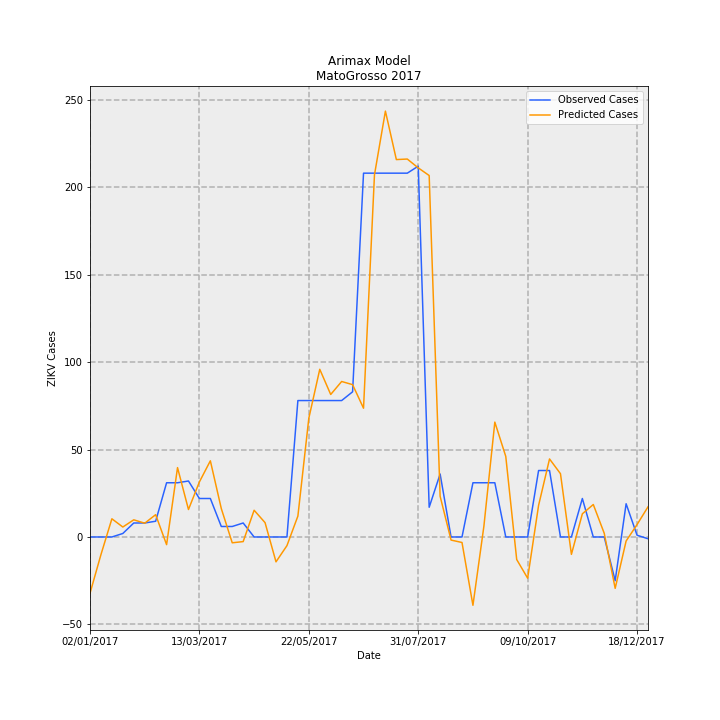 Arimax Model
MatoGrosso 2017
Observed Cases
Predicted Cases
250
200
150
100
50
0
−50
ZIKV Cases
02/01/2017
13/03/2017
22/05/2017
31/07/2017
09/10/2017
18/12/2017
Date